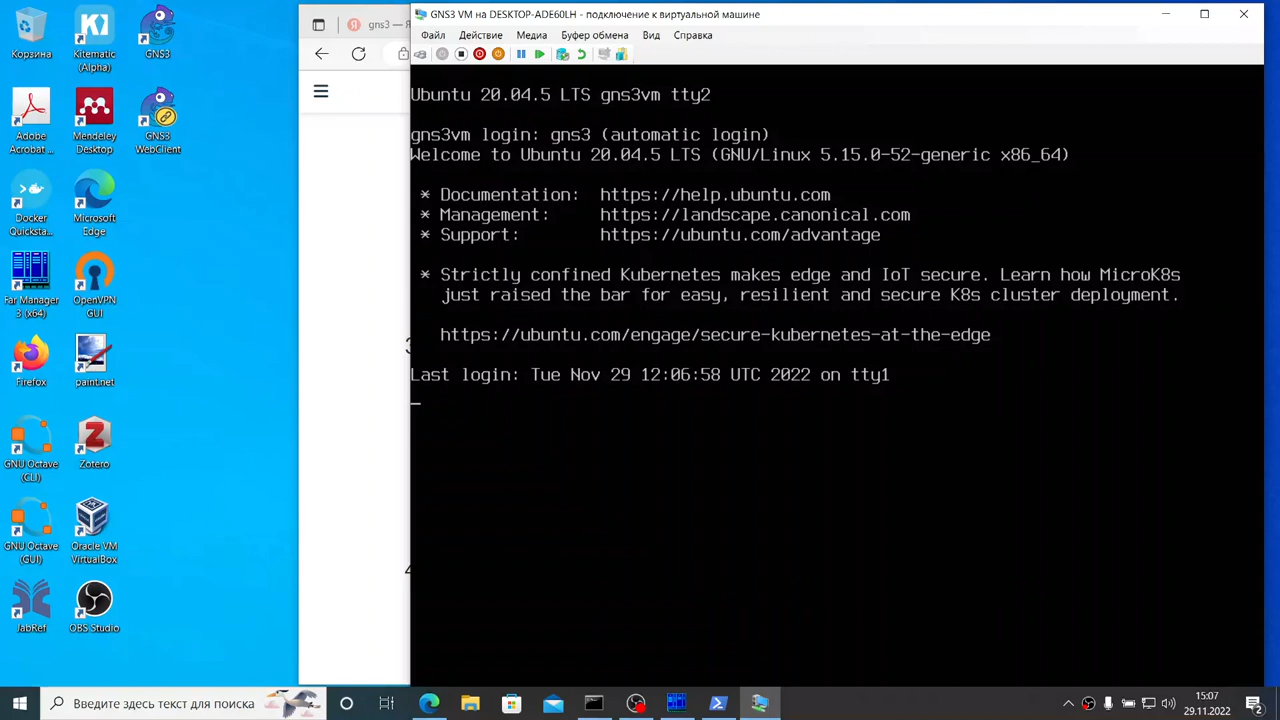 Корзина
Kitematic
(Alpha)
GNS3
Adobe
Acrobat ...
Mendeley
Desktop
GNS3
WebClient
Docker
Quicksta...
Microsoft
Edge
Far Manager
3 (x64)
OpenVPN
GUI
Firefox
paint.net
GNU Octave
(CLI)
Zotero
GNU Octave
(GUI)
Oracle VM
VirtualBox
JabRef
OBS Studio
gns3 — Я
GNS3 VM на DESKTOP-ADE60LH - подключение к виртуальной машине
Файл Действие Медиа Буфер обмена Вид Справка
Ubuntu 20.04.5 LTS gns3vm tty2
gns3vm login: gns3 (automatic login)
Welcome to Ubuntu 20.04.5 LTS (GNU/Linux 5.15.0-52-generic x86_64)
* Documentation: https://help.ubuntu.com
* Management: https://landscape.canonical.com
* Support: https://ubuntu.com/advantage
* Strictly confined Kubernetes makes edge and IoT secure. Learn how MicroK8s
just raised the bar for easy, resilient and secure K8s cluster deployment.
https://ubuntu.com/engage/secure-kubernetes-at-the-edge
Last login: Tue Nov 29 12:06:58 UTC 2022 on tty1
_
Введите здесь текст для поиска
15:07
29.11.2022
2